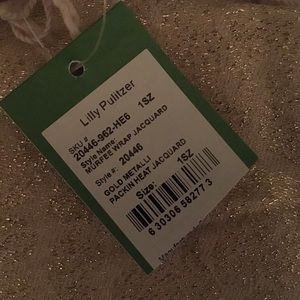 Lilly Pulitzer
SKU #
20446-962-HE6 1SZ
Style Name:
MURFEE WRAP JACQUARD
Style #: 20446
GOLD METALLI
PACKIN HEAT JACQUARD
Size: 1SZ
6 30306 58277 3